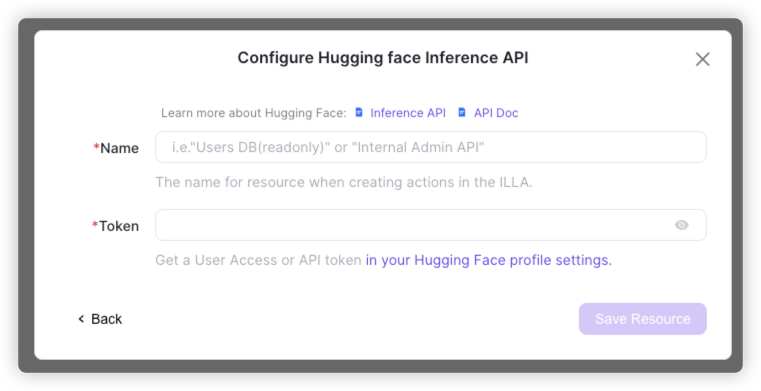 Configure Hugging face Inference API
Learn more about Hugging Face: Inference API API Doc
*Name
i.e."Users DB(readonly)" or "Internal Admin API"
The name for resource when creating actions in the ILLA.
*Token
Get a User Access or API token in your Hugging Face profile settings.
< Back
Save Resource